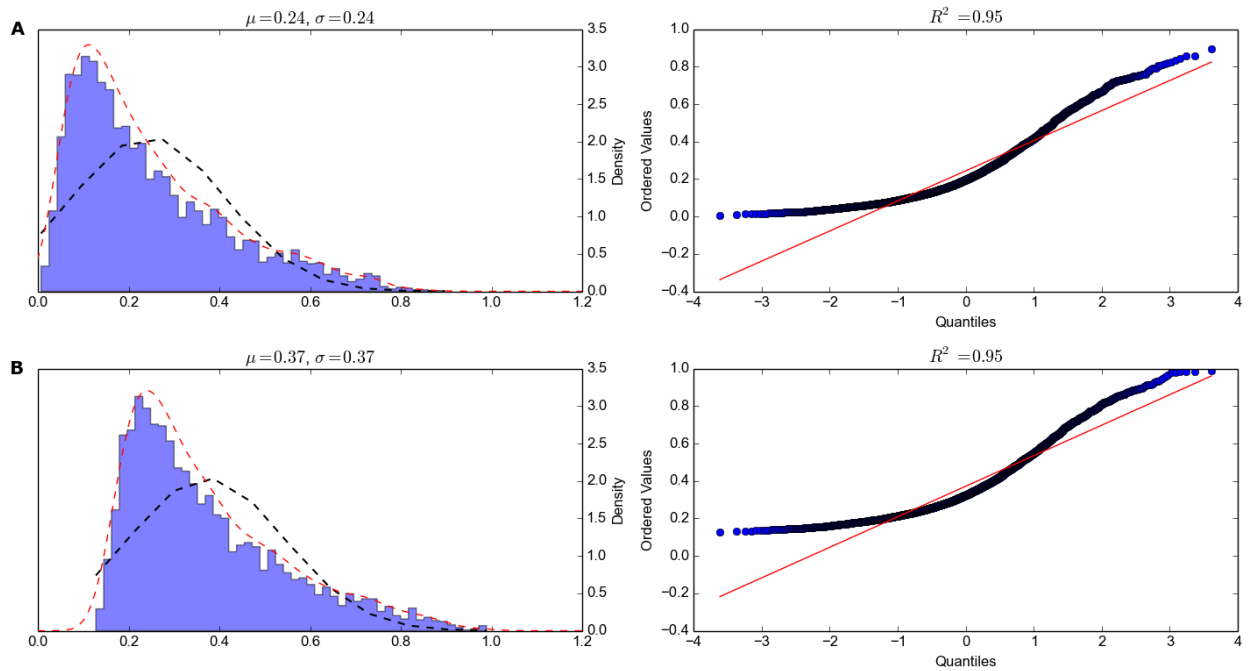 A
μ=0.24, σ=0.24
3.5
3.0
2.5
2.0
1.5
1.0
0.5
0.0
Density
0.0 0.2 0.4 0.6 0.8 1.0 1.2
R² =0.95
1.0
0.8
0.6
0.4
0.2
0.0
−0.2
−0.4
Ordered Values
−4 −3 −2 −1 0 1 2 3 4
Quantiles
B
μ=0.37, σ=0.37
3.5
3.0
2.5
2.0
1.5
1.0
0.5
0.0
Density
0.0 0.2 0.4 0.6 0.8 1.0 1.2
R² =0.95
1.0
0.8
0.6
0.4
0.2
0.0
−0.2
−0.4
Ordered Values
−4 −3 −2 −1 0 1 2 3 4
Quantiles